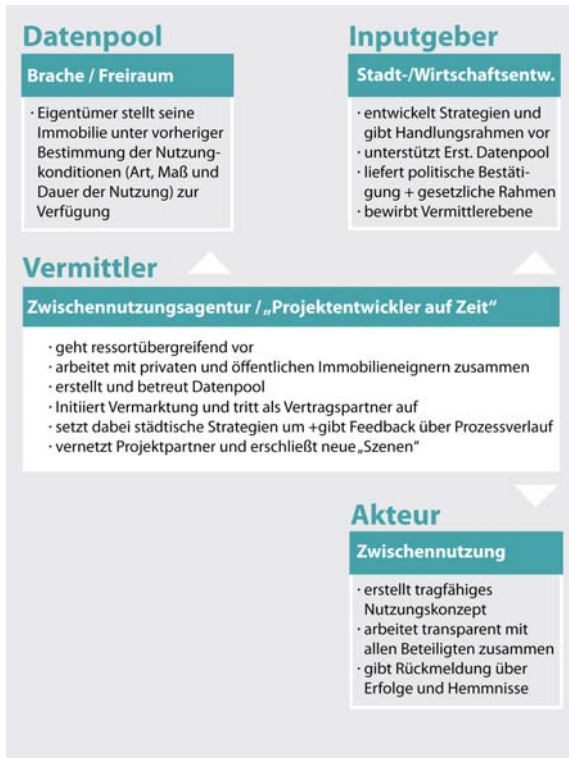 Datenpool
Brache / Freiraum
· Eigentümer stellt seine
Immobilie unter vorheriger
Bestimmung der Nutzung-
konditionen (Art, Maß und
Dauer der Nutzung) zur
Verfügung
Inputgeber
Stadt-/Wirtschaftsentw.
· entwickelt Strategien und
gibt Handlungsrahmen vor
· unterstützt Erst. Datenpool
· liefert politische Bestäti-
gung + gesetzliche Rahmen
· bewirbt Vermittlerebene
Vermittler
Zwischennutzungsagentur /„Projektentwickler auf Zeit“
· geht ressortübergreifend vor
· arbeitet mit privaten und öffentlichen Immobilieneignern zusammen
· erstellt und betreut Datenpool
· Initiiert Vermarktung und tritt als Vertragspartner auf
· setzt dabei städtische Strategien um +gibt Feedback über Prozessverlauf
· vernetzt Projektpartner und erschließt neue „Szenen“
Akteur
Zwischennutzung
· erstellt tragfähiges
Nutzungskonzept
· arbeitet transparent mit
allen Beteiligten zusammen
· gibt Rückmeldung über
Erfolge und Hemmnisse